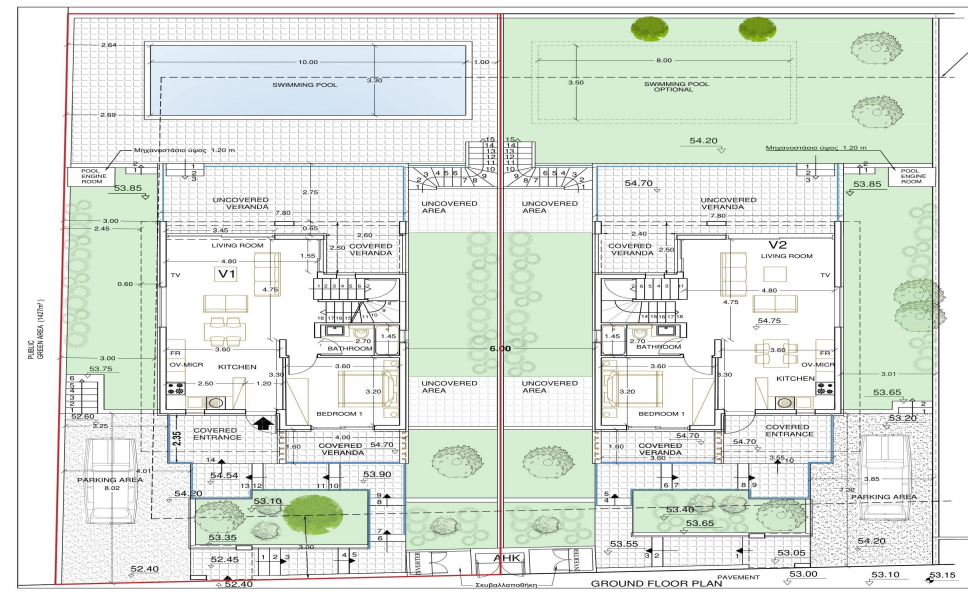 2.64
10.00
1.00
3.30
SWIMMING POOL
2.69
8.00
3.50
SWIMMING POOL
OPTIONAL
54.20
Μηχανοστάσιο ύψος 1.20 m
Μηχανοστάσιο ύψος 1.20 m
POOL
ENGINE
ROOM
POOL
ENGINE
ROOM
53.85
53.85
2.75
54.70
UNCOVERED
VERANDA
7.80
UNCOVERED
VERANDA
7.80
UNCOVERED
AREA
UNCOVERED
AREA
3.00
2.45
3.45
0.65
2.60
2.50
COVERED
VERANDA
2.40
2.50
COVERED
VERANDA
LIVING ROOM
1.55
4.80
TV
V1
4.75
V2
LIVING ROOM
TV
4.80
4.75
54.75
0.60
PUBLIC
GREEN AREA (1427m²)
1.45
2.70
BATHROOM
1.45
2.70
BATHROOM
6.00
3.60
FR
OV-MICR
KITCHEN
2.50
1.20
3.30
3.60
3.20
BEDROOM 1
3.60
3.20
BEDROOM 1
3.30
3.60
FR
OV-MICR
KITCHEN
3.00
53.75
3.01
53.65
UNCOVERED
AREA
UNCOVERED
AREA
52.60
3.25
53.20
2.35
COVERED
ENTRANCE
4.00
1.60
COVERED
VERANDA
54.70
1.60
COVERED
VERANDA
3.60
54.70
54.70
COVERED
ENTRANCE
3.55
4.01
PARKING AREA
8.02
54.54
53.90
54.20
53.10
53.35
3.00
3.85
PARKING AREA
53.40
53.65
54.20
52.45
52.40
52.40
53.55
53.05
INVERTER
AHK
INVERTER
Σκυβαλλαποθήκη
GROUND FLOOR PLAN
PAVEMENT
53.00
53.10
53.15